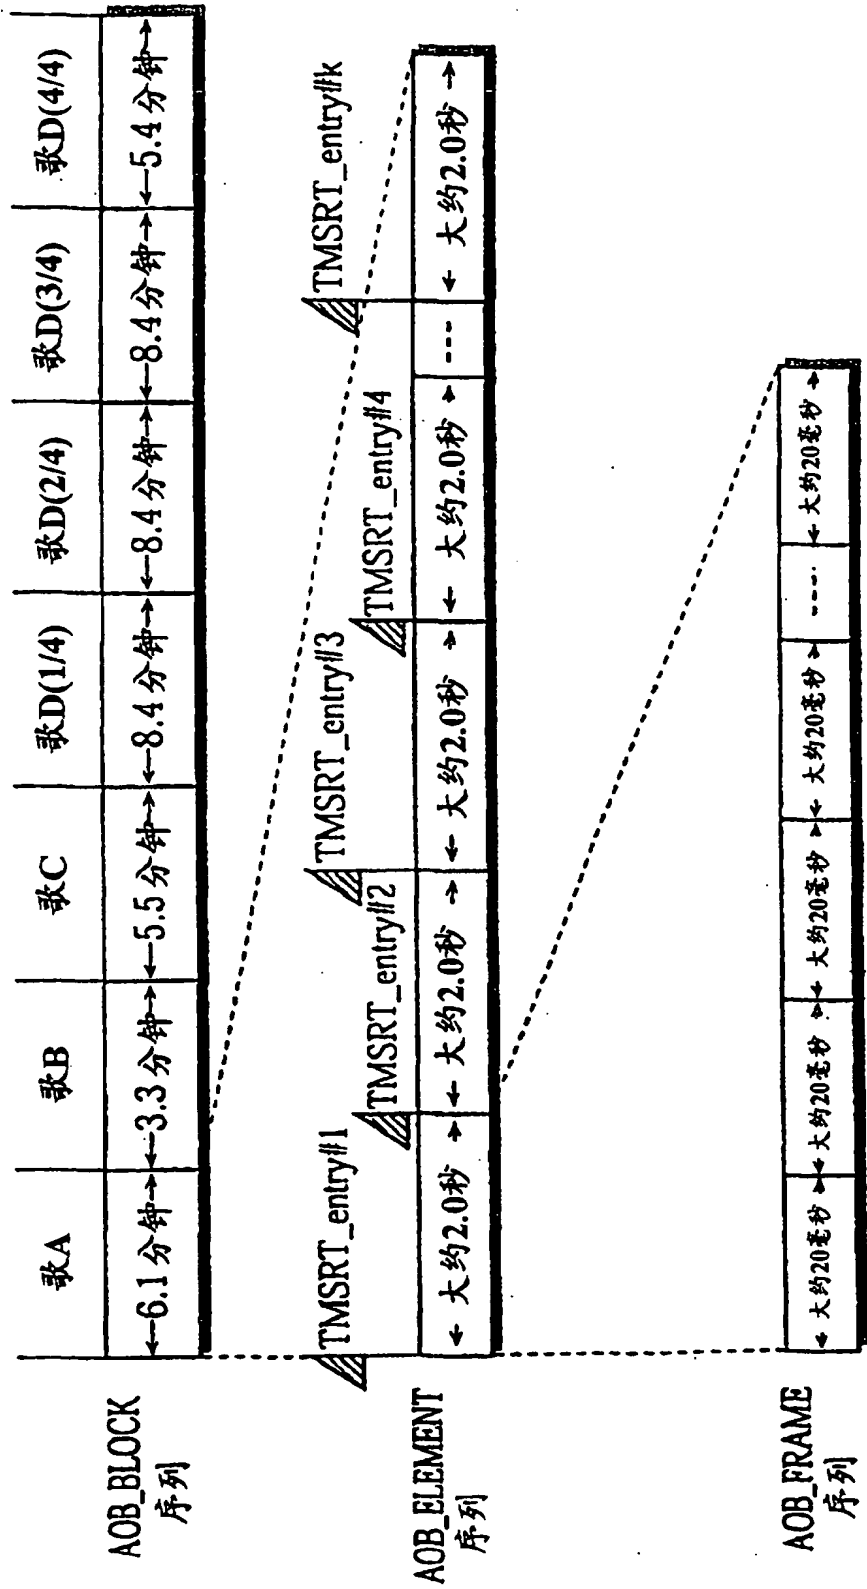 歌A 歌B 歌C 歌D(1/4) 歌D(2/4) 歌D(3/4) 歌D(4/4)
AOB_BLOCK
序列
←6.1分钟→ ←3.3分钟→ ←5.5分钟→ ←8.4分钟→ ←8.4分钟→ ←8.4分钟→ ←5.4分钟→
TMSRT_entry#1 TMSRT_entry#2 TMSRT_entry#3 TMSRT_entry#4 TMSRT_entry#k
AOB_ELEMENT
序列
← 大约2.0秒 → ← 大约2.0秒 → ← 大约2.0秒 → ← 大约2.0秒 → ---- ← 大约2.0秒 →
AOB_FRAME
序列
←大约20毫秒→ ←大约20毫秒→ ←大约20毫秒→ ←大约20毫秒→ ---- ←大约20毫秒→